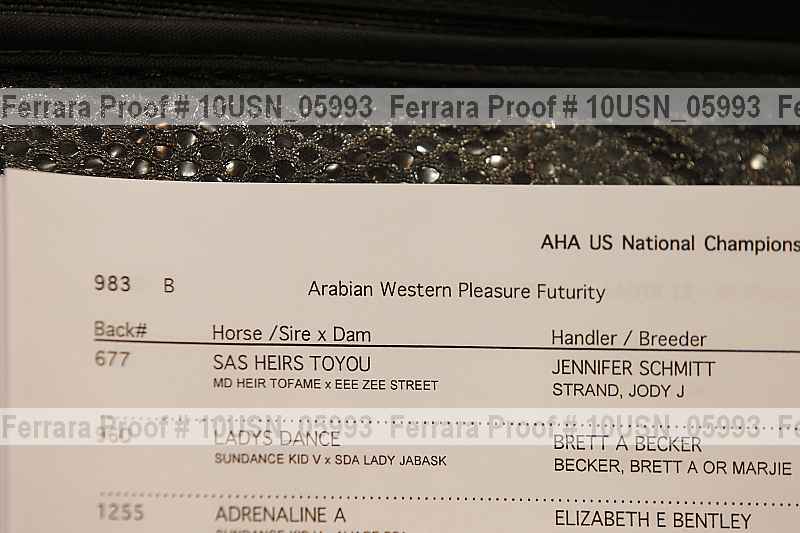 Ferrara Proof # 10USN_05993 Ferrara Proof # 10USN_05993 Ferrara
AHA US National Champions
983 B Arabian Western Pleasure Futurity
Back# Horse /Sire x Dam Handler / Breeder
677 SAS HEIRS TOYOU JENNIFER SCHMITT
MD HEIR TOFAME x EEE ZEE STREET STRAND, JODY J
Ferrara Proof # 10USN_05993 Ferrara Proof # 10USN_05993 Ferrara
LADYS DANCE BRETT A BECKER
SUNDANCE KID V x SDA LADY JABASK BECKER, BRETT A OR MARJIE
1255 ADRENALINE A ELIZABETH E BENTLEY